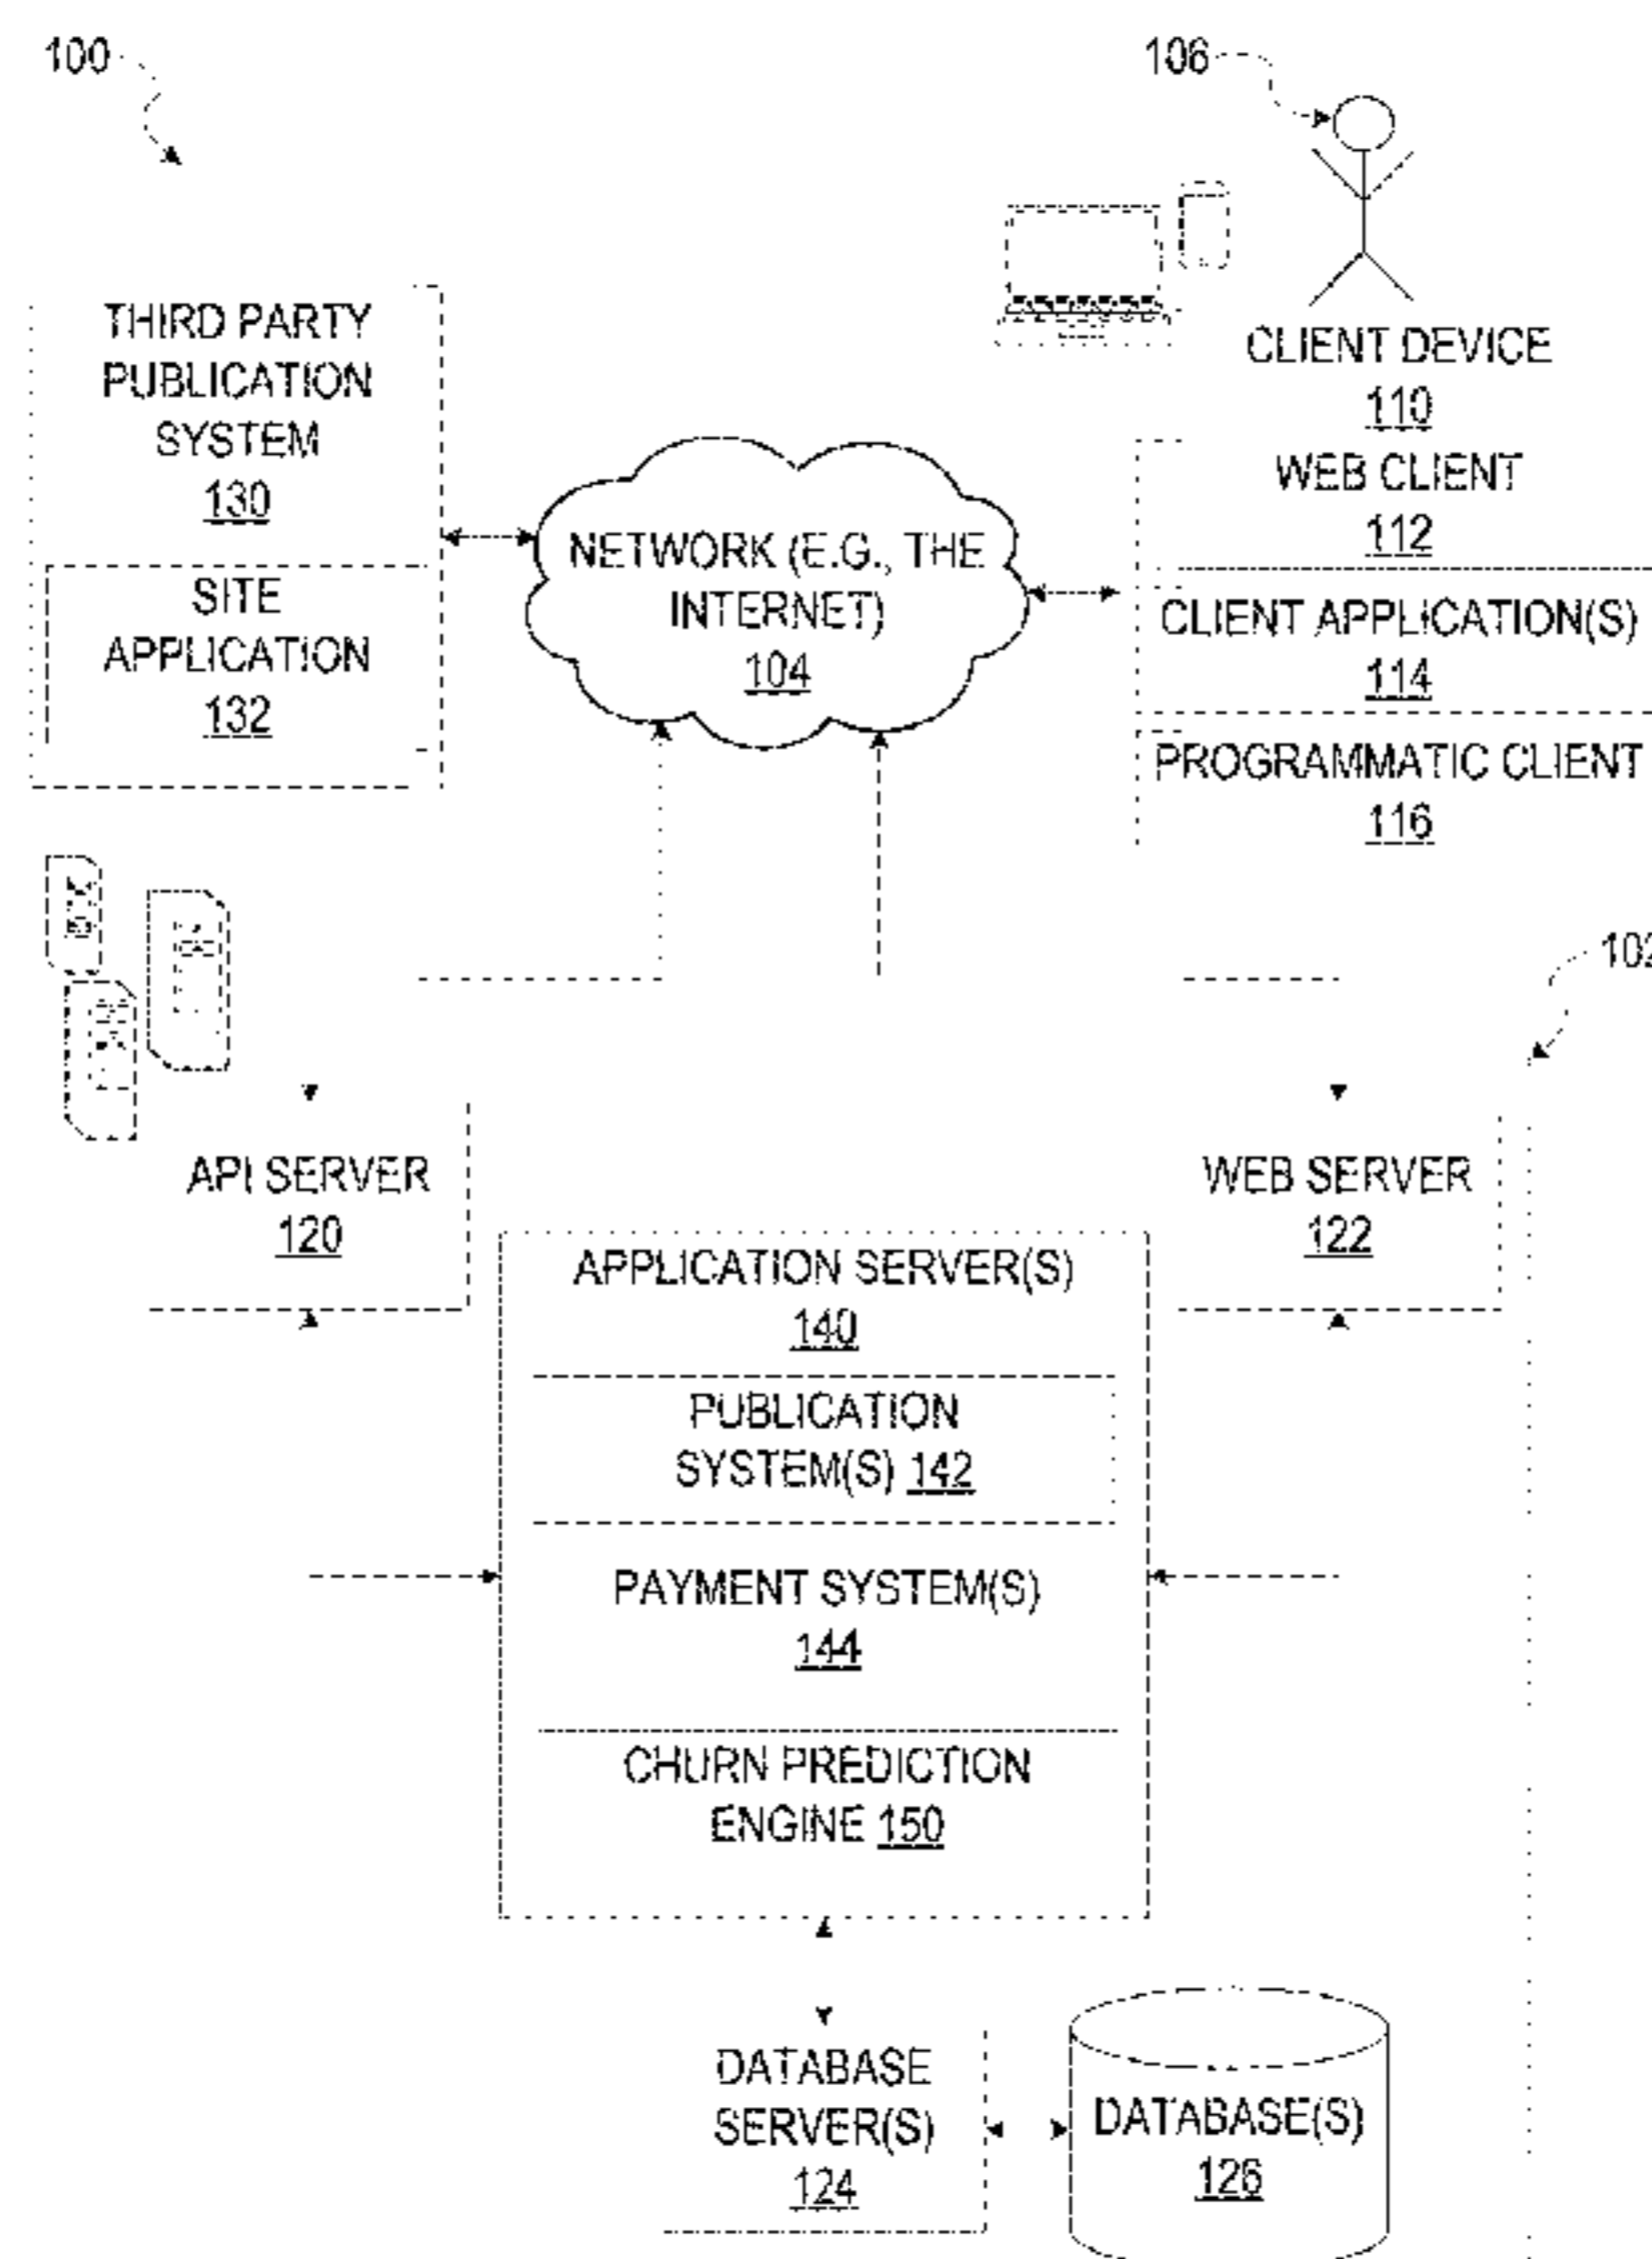 100
106
THIRD PARTY
PUBLICATION
SYSTEM
130
SITE
APPLICATION
132
NETWORK (E.G., THE
INTERNET)
104
CLIENT DEVICE
110
WEB CLIENT
112
CLIENT APPLICATION(S)
114
PROGRAMMATIC CLIENT
116
102
API SERVER
120
WEB SERVER
122
APPLICATION SERVER(S)
140
PUBLICATION
SYSTEM(S) 142
PAYMENT SYSTEM(S)
144
CHURN PREDICTION
ENGINE 150
DATABASE
SERVER(S)
124
DATABASE(S)
126